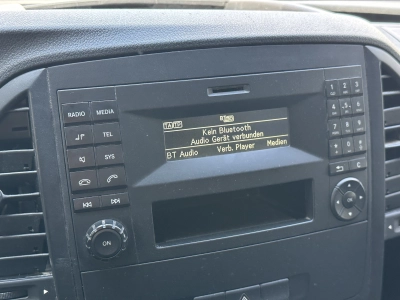 RADIO MEDIA
TEL
SYS
ON
Kein Bluetooth
Audio Gerät verbunden
BT Audio Verb. Player Medien